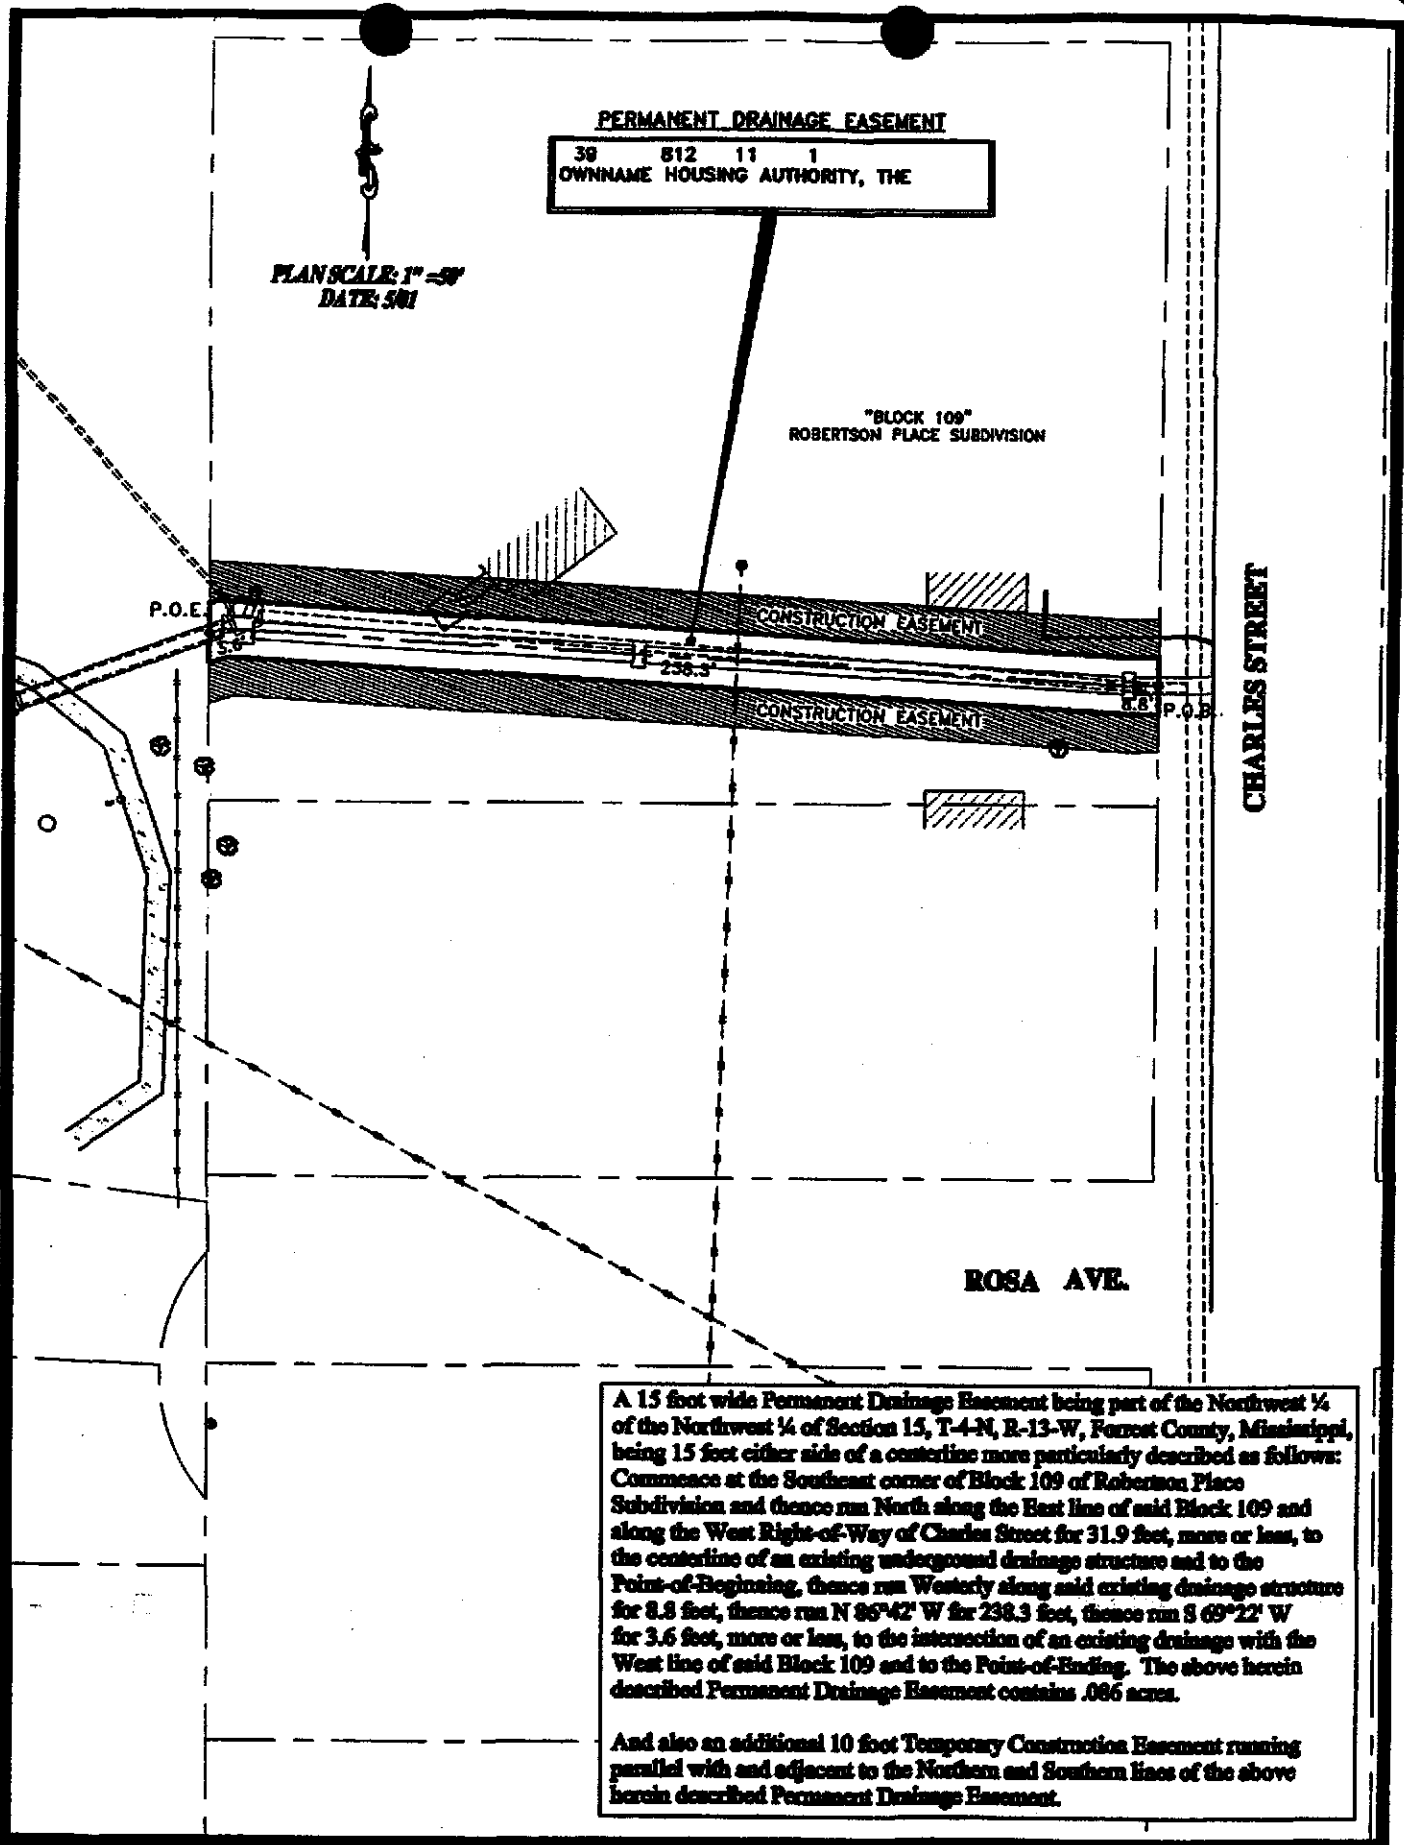 PERMANENT DRAINAGE EASEMENT
39 812 11 1
OWNNAME HOUSING AUTHORITY, THE
PLAN SCALE: 1" =50'
DATE: 5/01
"BLOCK 109"
ROBERTSON PLACE SUBDIVISION
P.O.E.
CONSTRUCTION EASEMENT
238.3'
8.8'
P.O.B.
CONSTRUCTION EASEMENT
CHARLES STREET
ROSA AVE.
A 15 foot wide Permanent Drainage Easement being part of the Northwest ¼
of the Northwest ¼ of Section 15, T-4-N, R-13-W, Forrest County, Mississippi,
being 15 feet either side of a centerline more particularly described as follows:
Commence at the Southeast corner of Block 109 of Robertson Place
Subdivision and thence run North along the East line of said Block 109 and
along the West Right-of-Way of Charles Street for 31.9 feet, more or less, to
the centerline of an existing underground drainage structure and to the
Point-of-Beginning, thence run Westerly along said existing drainage structure
for 8.8 feet, thence run N 86°42' W for 238.3 feet, thence run S 69°22' W
for 3.6 feet, more or less, to the intersection of an existing drainage with the
West line of said Block 109 and to the Point-of-Ending. The above herein
described Permanent Drainage Easement contains .086 acres.
And also an additional 10 foot Temporary Construction Easement running
parallel with and adjacent to the Northern and Southern lines of the above
herein described Permanent Drainage Easement.